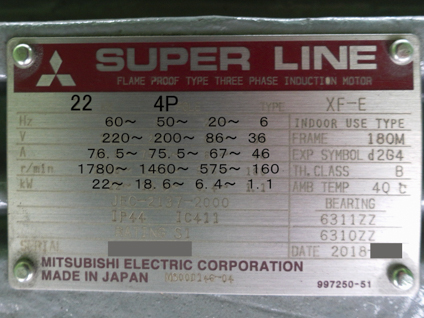 SUPER LINE
FLAME PROOF TYPE THREE PHASE INDUCTION MOTOR
22 4P TYPE XF-E
Hz 60~ 50~ 20~ 6 INDOOR USE TYPE
V 220~ 200~ 86~ 36 FRAME 180M
A 76.5~ 75.5~ 67~ 46 EXP SYMBOL d2G4
r/min 1780~ 1460~ 575~ 160 TH.CLASS B
kW 22~ 18.6~ 6.4~ 1.1 AMB TEMP 40℃
BEARING
IP44 IC411 6311ZZ
6310ZZ
SERIAL DATE 2018-
MITSUBISHI ELECTRIC CORPORATION
MADE IN JAPAN 997250-51